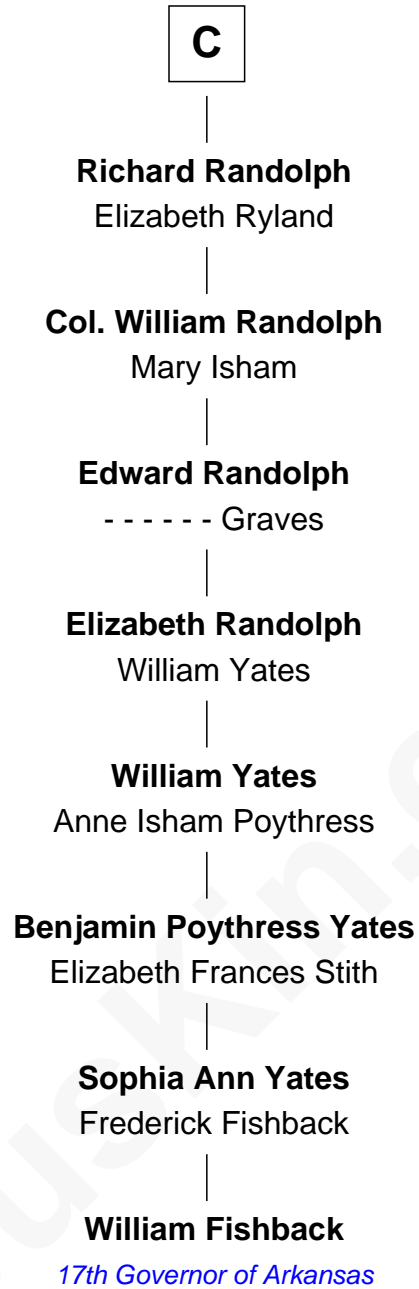 C
Richard Randolph
Elizabeth Ryland
Col. William Randolph
Mary Isham
Edward Randolph
- - - - - - Graves
Elizabeth Randolph
William Yates
William Yates
Anne Isham Poythress
Benjamin Poythress Yates
Elizabeth Frances Stith
Sophia Ann Yates
Frederick Fishback
William Fishback
17th Governor of Arkansas